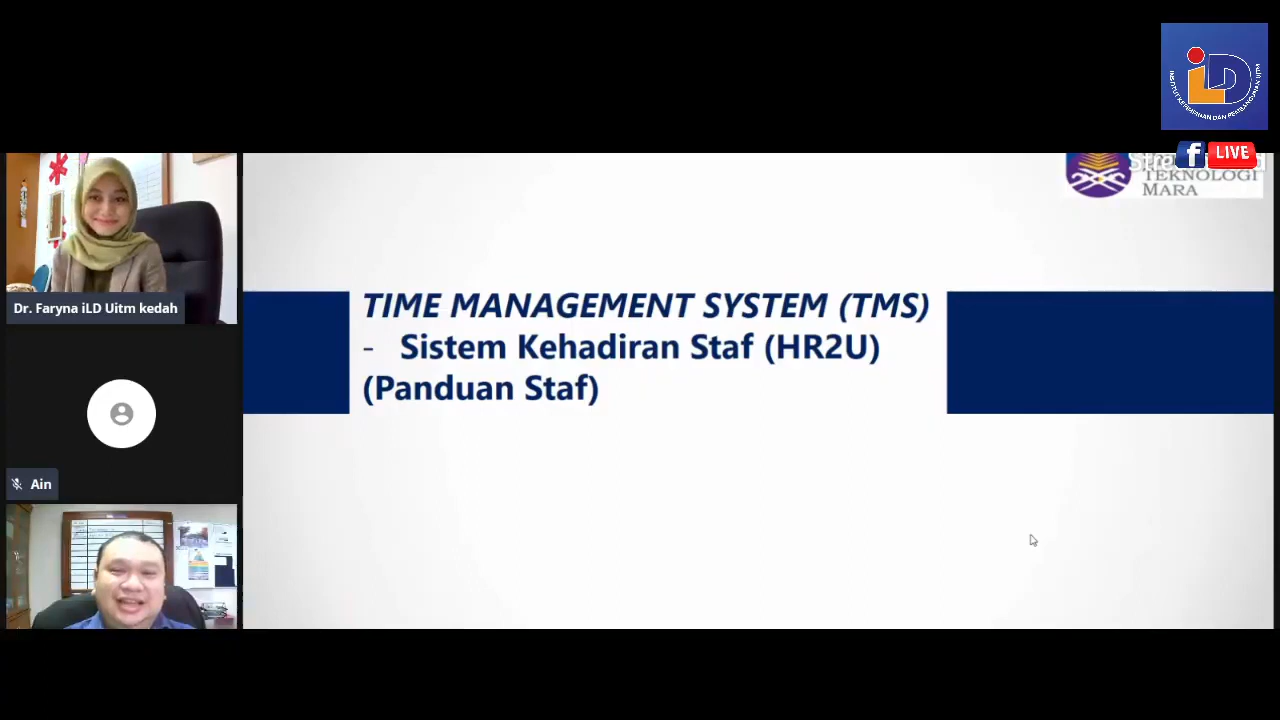 LIVE
TEKNOLOGI
MARA
Dr. Faryna iLD Uitm kedah
TIME MANAGEMENT SYSTEM (TMS)
- Sistem Kehadiran Staf (HR2U)
(Panduan Staf)
Ain